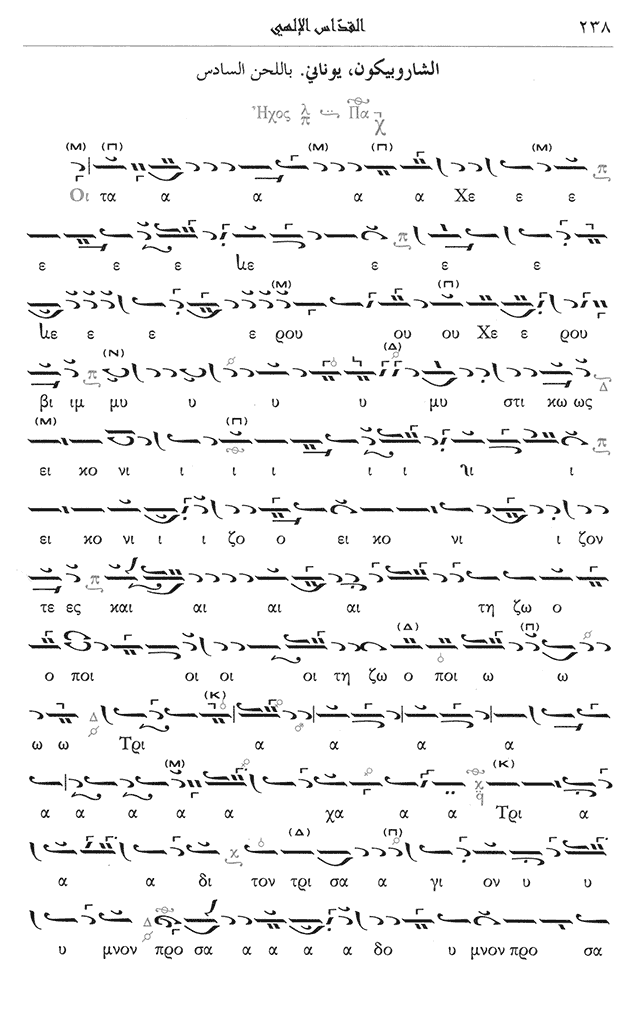 القدّاس الإلهي ٢٣٨
الشاروبيكون، يوناني. باللحن السادس
Ἦχος λ π Πα
(Μ) (Π) (Μ) (Π) (Μ)
Οι τα α α α α Χε ε ε
ε ε ε κε ε ε ε
(Μ) (Π)
κε ε ε ε ρου ου ου Χε ε ρου
(Ν) (Δ)
βι ιμ μυ υ υ υ μυ στι κω ως
(Μ) (Π)
ει κο νι ι ι ι ι ι ι
ει κο νι ι ι ζο ο ει κο νι ι ζον
τε ες και αι αι αι τη ζω ο
(Δ) (Π)
ο ποι οι οι οι τη ζω ο ποι ω ω
(Κ)
ω ω Τρι α α α α
(Μ) (Κ)
α α α α α χα α α Τρι α
(Δ) (Π)
α α δι τον τρι σα α γι ον υ υ
υ μνον προ σα α α α α δο υ μνον προ σα